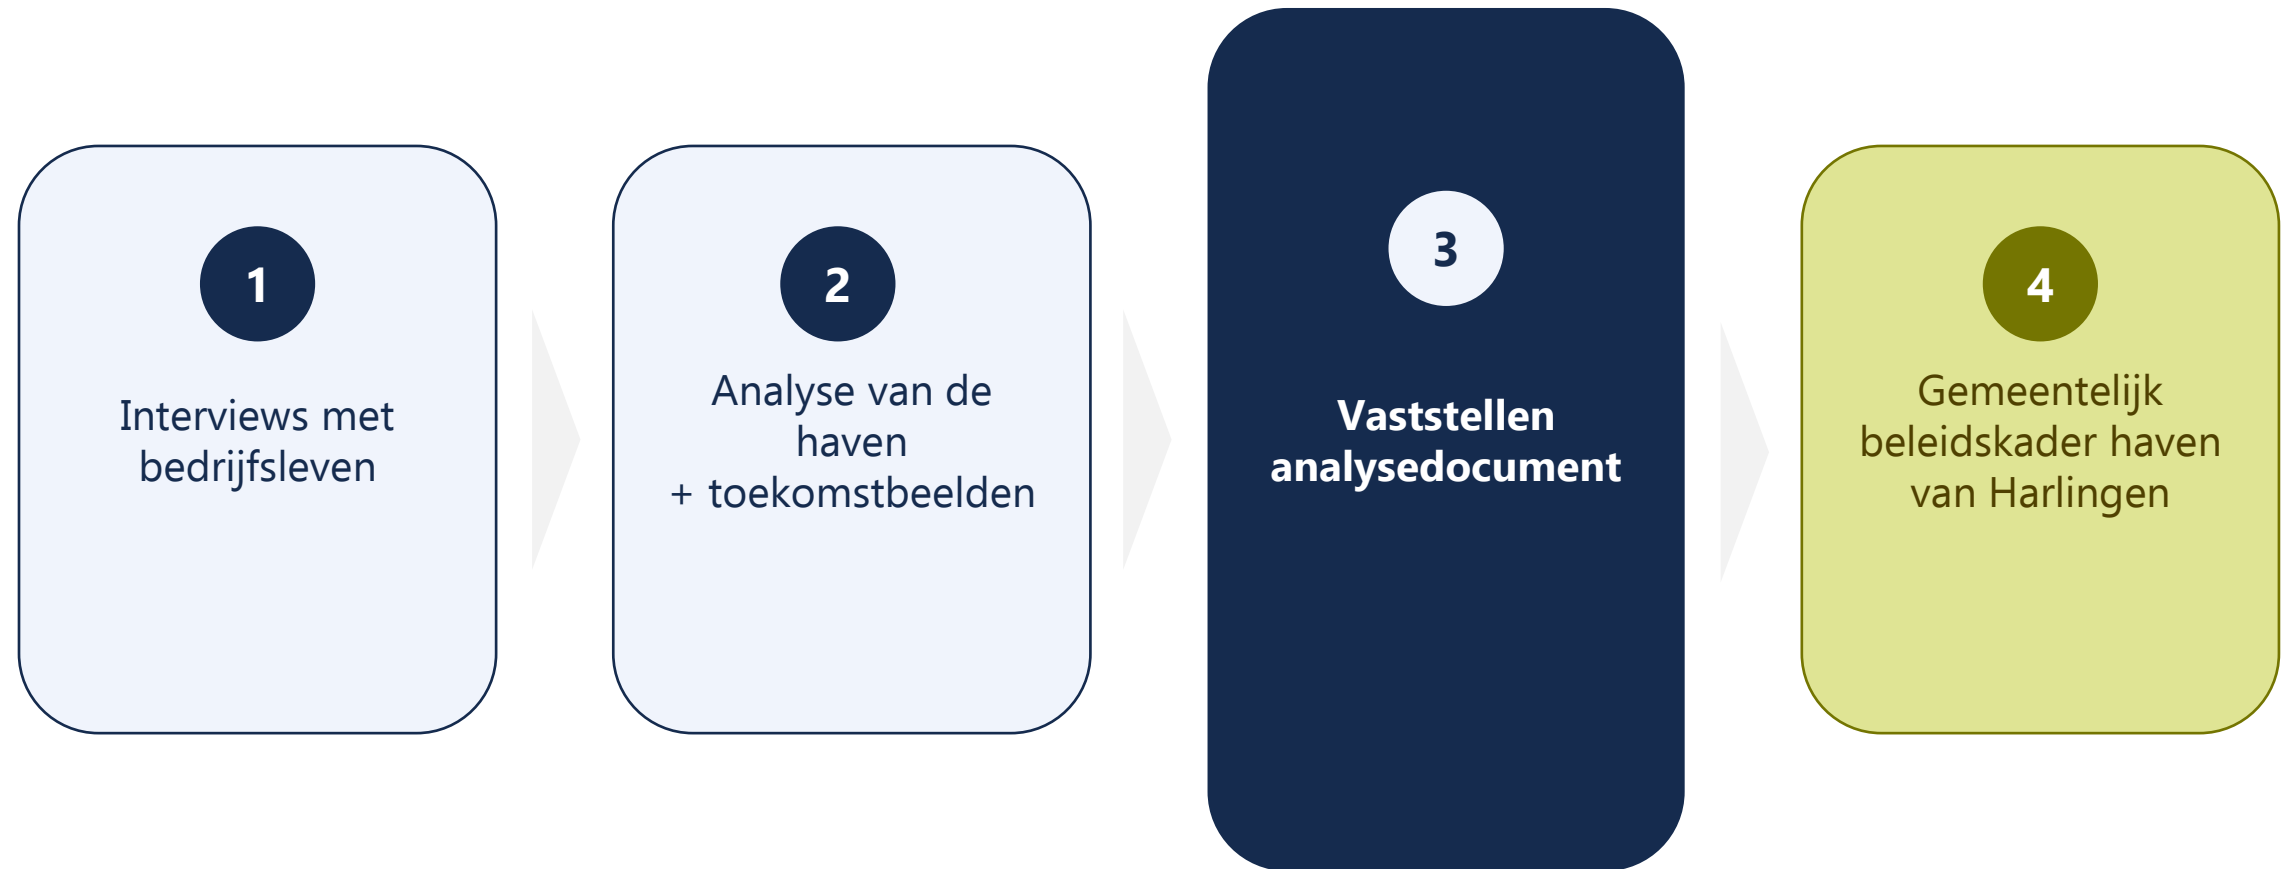 1
Interviews met
bedrijfsleven
2
Analyse van de
haven
+ toekomstbeelden
3
Vaststellen
analysedocument
4
Gemeentelijk
beleidskader haven
van Harlingen